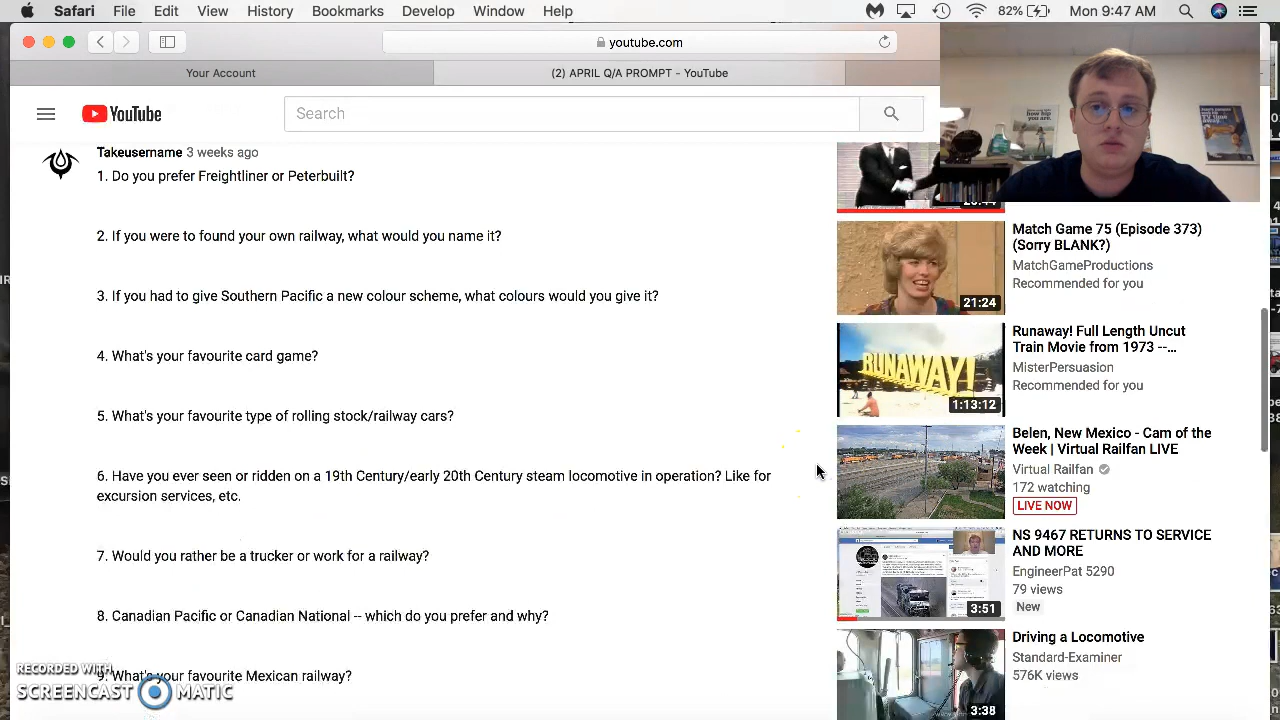 Safari File Edit View History Bookmarks Develop Window Help 82% Mon 9:47 AM
youtube.com
Your Account (2) APRIL Q/A PROMPT - YouTube
YouTube Search
Takeusername 3 weeks ago
1. Do you prefer Freightliner or Peterbuilt?
2. If you were to found your own railway, what would you name it?
3. If you had to give Southern Pacific a new colour scheme, what colours would you give it?
4. What's your favourite card game?
5. What's your favourite type of rolling stock/railway cars?
6. Have you ever seen or ridden on a 19th Century/early 20th Century steam locomotive in operation? Like for
excursion services, etc.
7. Would you rather be a trucker or work for a railway?
8. Canadian Pacific or Canadian National -- which do you prefer and why?
9. What's your favourite Mexican railway?
RECORDED WITH
SCREENCAST MATIC
Match Game 75 (Episode 373)
(Sorry BLANK?)
MatchGameProductions
Recommended for you
21:24
Runaway! Full Length Uncut
Train Movie from 1973 --...
MisterPersuasion
Recommended for you
RUNAWAY!
1:13:12
Belen, New Mexico - Cam of the
Week | Virtual Railfan LIVE
Virtual Railfan
172 watching
LIVE NOW
NS 9467 RETURNS TO SERVICE
AND MORE
EngineerPat 5290
79 views
New
3:51
Driving a Locomotive
Standard-Examiner
576K views
3:38